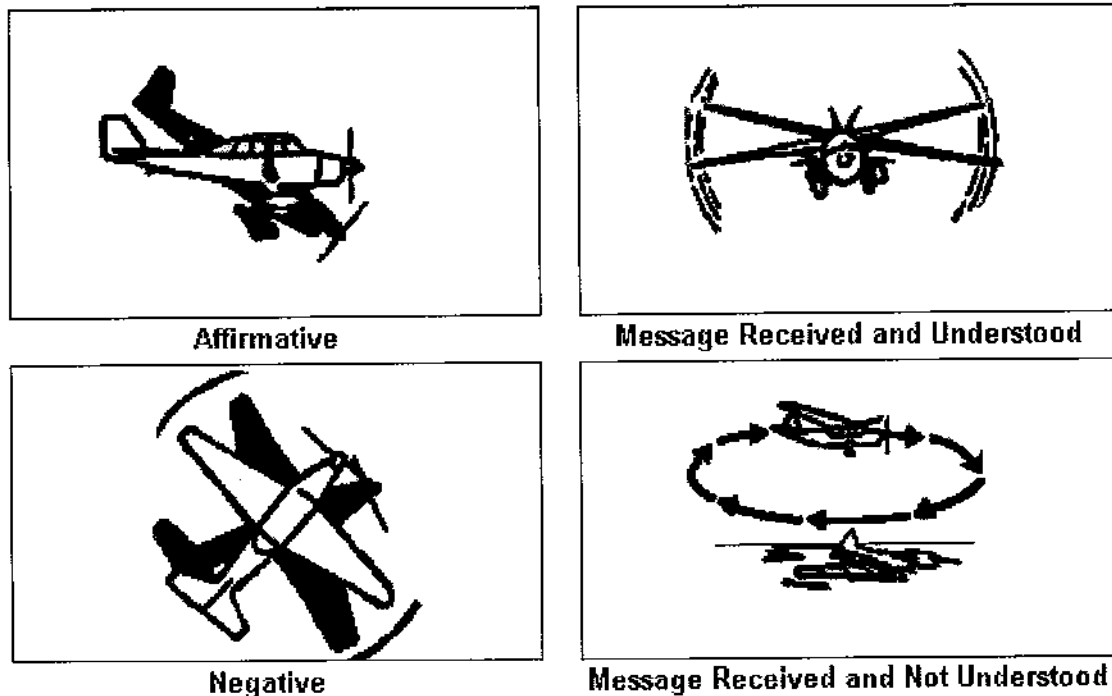 Affirmative
Message Received and Understood
Negative
Message Received and Not Understood